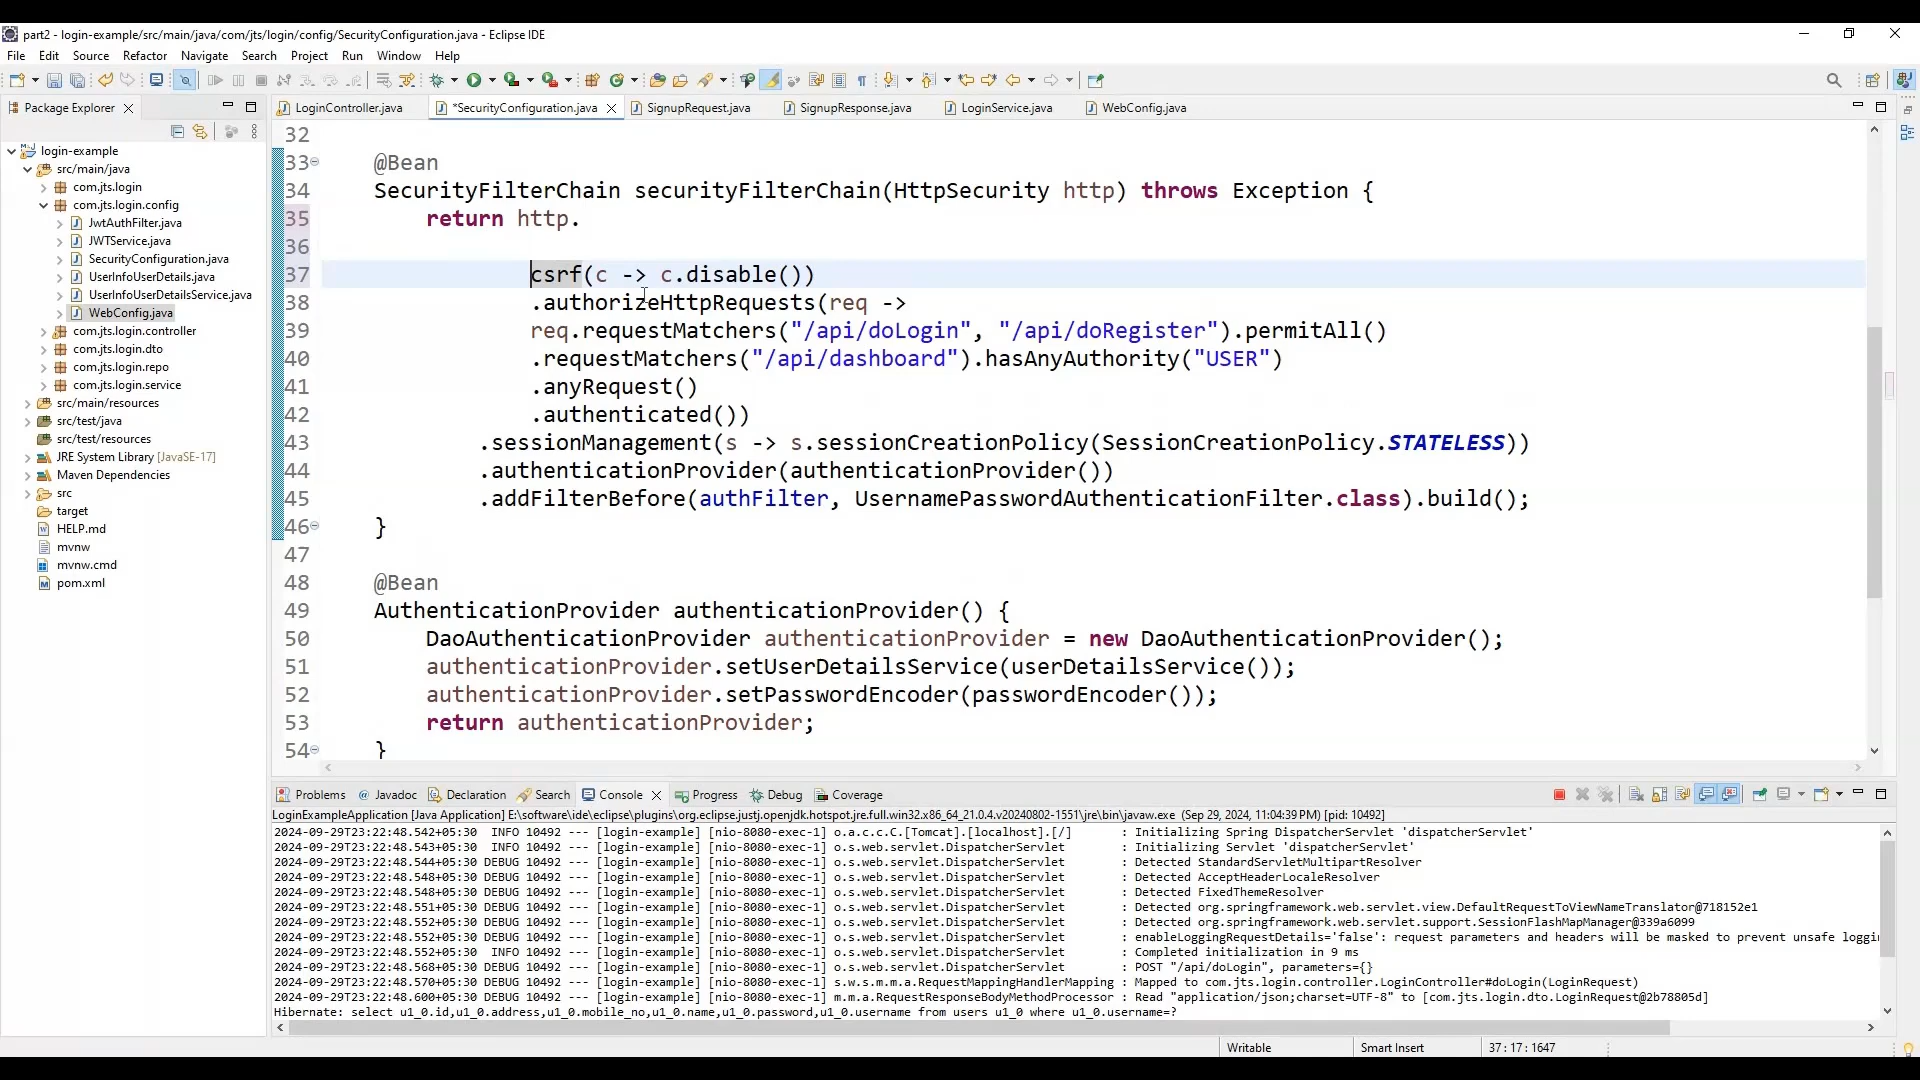 part2 - login-example/src/main/java/com/jts/login/config/SecurityConfiguration.java - Eclipse IDE
File Edit Source Refactor Navigate Search Project Run Window Help
Package Explorer
LoginController.java *SecurityConfiguration.java SignupRequest.java SignupResponse.java LoginService.java WebConfig.java
login-example
src/main/java
com.jts.login
com.jts.login.config
JwtAuthFilter.java
JWTService.java
SecurityConfiguration.java
UserInfoUserDetails.java
UserInfoUserDetailsService.java
WebConfig.java
com.jts.login.controller
com.jts.login.dto
com.jts.login.repo
com.jts.login.service
src/main/resources
src/test/java
src/test/resources
JRE System Library [JavaSE-17]
Maven Dependencies
src
target
HELP.md
mvnw
mvnw.cmd
pom.xml
32
33 @Bean
34 SecurityFilterChain securityFilterChain(HttpSecurity http) throws Exception {
35 return http.
36
37 csrf(c -> c.disable())
38 .authorizeHttpRequests(req ->
39 req.requestMatchers("/api/doLogin", "/api/doRegister").permitAll()
40 .requestMatchers("/api/dashboard").hasAnyAuthority("USER")
41 .anyRequest()
42 .authenticated())
43 .sessionManagement(s -> s.sessionCreationPolicy(SessionCreationPolicy.STATELESS))
44 .authenticationProvider(authenticationProvider())
45 .addFilterBefore(authFilter, UsernamePasswordAuthenticationFilter.class).build();
46 }
47
48 @Bean
49 AuthenticationProvider authenticationProvider() {
50 DaoAuthenticationProvider authenticationProvider = new DaoAuthenticationProvider();
51 authenticationProvider.setUserDetailsService(userDetailsService());
52 authenticationProvider.setPasswordEncoder(passwordEncoder());
53 return authenticationProvider;
54 }
Problems @ Javadoc Declaration Search Console Progress Debug Coverage
LoginExampleApplication [Java Application] E:\software\ide\eclipse\plugins\org.eclipse.justj.openjdk.hotspot.jre.full.win32.x86_64_21.0.4.v20240802-1551\jre\bin\javaw.exe (Sep 29, 2024, 11:04:39 PM) [pid: 10492]
2024-09-29T23:22:48.542+05:30 INFO 10492 --- [login-example] [nio-8080-exec-1] o.a.c.c.C.[Tomcat].[localhost].[/] : Initializing Spring DispatcherServlet 'dispatcherServlet'
2024-09-29T23:22:48.543+05:30 INFO 10492 --- [login-example] [nio-8080-exec-1] o.s.web.servlet.DispatcherServlet : Initializing Servlet 'dispatcherServlet'
2024-09-29T23:22:48.544+05:30 DEBUG 10492 --- [login-example] [nio-8080-exec-1] o.s.web.servlet.DispatcherServlet : Detected StandardServletMultipartResolver
2024-09-29T23:22:48.548+05:30 DEBUG 10492 --- [login-example] [nio-8080-exec-1] o.s.web.servlet.DispatcherServlet : Detected AcceptHeaderLocaleResolver
2024-09-29T23:22:48.548+05:30 DEBUG 10492 --- [login-example] [nio-8080-exec-1] o.s.web.servlet.DispatcherServlet : Detected FixedThemeResolver
2024-09-29T23:22:48.551+05:30 DEBUG 10492 --- [login-example] [nio-8080-exec-1] o.s.web.servlet.DispatcherServlet : Detected org.springframework.web.servlet.view.DefaultRequestToViewNameTranslator@718152e1
2024-09-29T23:22:48.552+05:30 DEBUG 10492 --- [login-example] [nio-8080-exec-1] o.s.web.servlet.DispatcherServlet : Detected org.springframework.web.servlet.support.SessionFlashMapManager@339a6099
2024-09-29T23:22:48.552+05:30 DEBUG 10492 --- [login-example] [nio-8080-exec-1] o.s.web.servlet.DispatcherServlet : enableLoggingRequestDetails='false': request parameters and headers will be masked to prevent unsafe loggi
2024-09-29T23:22:48.552+05:30 INFO 10492 --- [login-example] [nio-8080-exec-1] o.s.web.servlet.DispatcherServlet : Completed initialization in 9 ms
2024-09-29T23:22:48.568+05:30 DEBUG 10492 --- [login-example] [nio-8080-exec-1] o.s.web.servlet.DispatcherServlet : POST "/api/doLogin", parameters={}
2024-09-29T23:22:48.570+05:30 DEBUG 10492 --- [login-example] [nio-8080-exec-1] s.w.s.m.m.a.RequestMappingHandlerMapping : Mapped to com.jts.login.controller.LoginController#doLogin(LoginRequest)
2024-09-29T23:22:48.600+05:30 DEBUG 10492 --- [login-example] [nio-8080-exec-1] m.m.a.RequestResponseBodyMethodProcessor : Read "application/json;charset=UTF-8" to [com.jts.login.dto.LoginRequest@2b78805d]
Hibernate: select u1_0.id,u1_0.address,u1_0.mobile_no,u1_0.name,u1_0.password,u1_0.username from users u1_0 where u1_0.username=?
Writable Smart Insert 37 : 17 : 1647